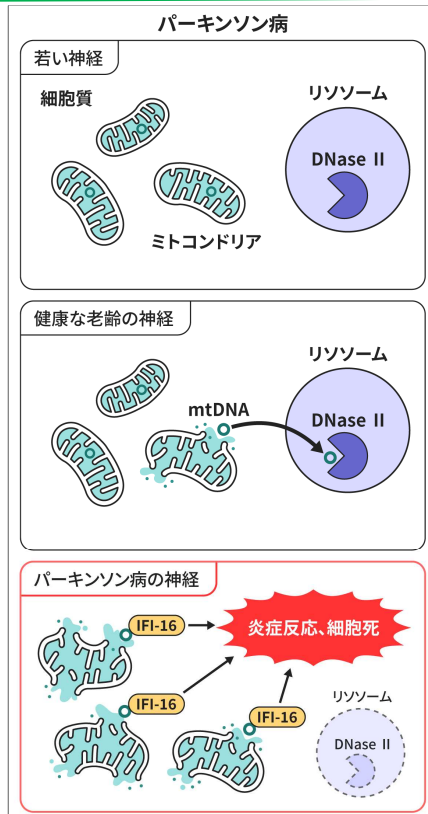 パーキンソン病
若い神経
細胞質
リソソーム
DNase II
ミトコンドリア
健康な老齢の神経
リソソーム
mtDNA
DNase II
パーキンソン病の神経
IFI-16
炎症反応、細胞死
IFI-16
IFI-16
リソソーム
DNase II